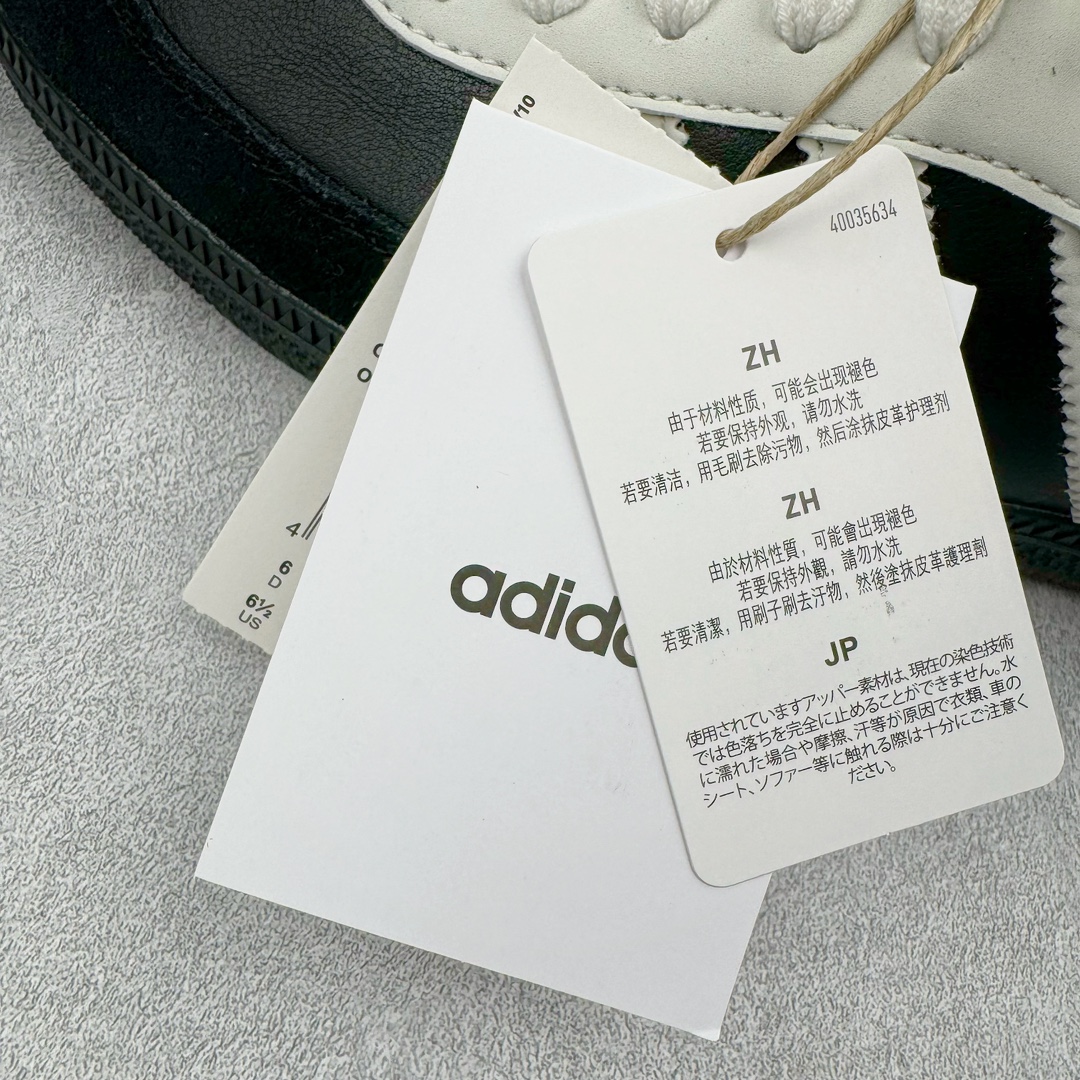 /10
40035634
ZH
由于材料性质，可能会出现褪色
若要保持外观，请勿水洗
若要清洁，用毛刷去除污物，然后涂抹皮革护理剂
ZH
由於材料性質，可能會出現褪色
若要保持外觀，請勿水洗
若要清潔，用刷子刷去汙物，然後塗抹皮革護理劑
JP
使用されていますアッパー素材は、現在の染色技術
では色落ちを完全に止めることができません。水
に濡れた場合や摩擦、汗等が原因で衣類、車の
シート、ソファー等に触れる際は十分にご注意く
ださい。
adida
4
6
D
6½
US